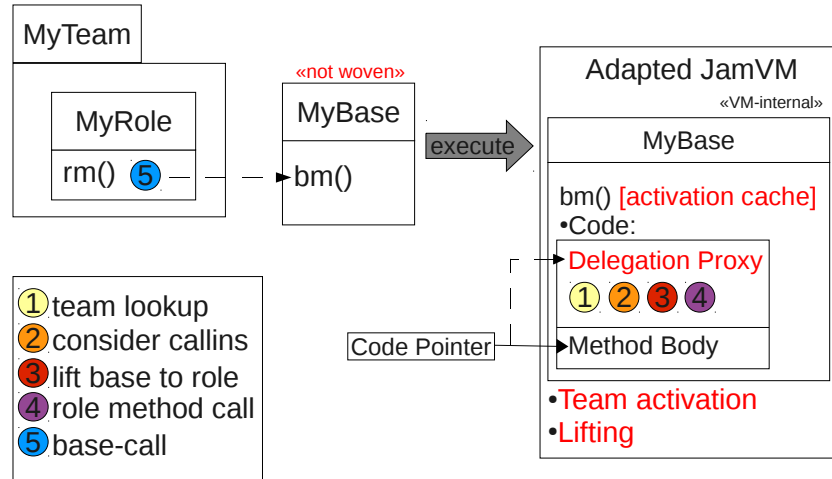 MyTeam
MyRole
rm() 5
«not woven»
MyBase
bm()
execute
Adapted JamVM
«VM-internal»
MyBase
bm() [activation cache]
•Code:
Delegation Proxy
1 2 3 4
Method Body
Code Pointer
•Team activation
•Lifting
1 team lookup
2 consider callins
3 lift base to role
4 role method call
5 base-call